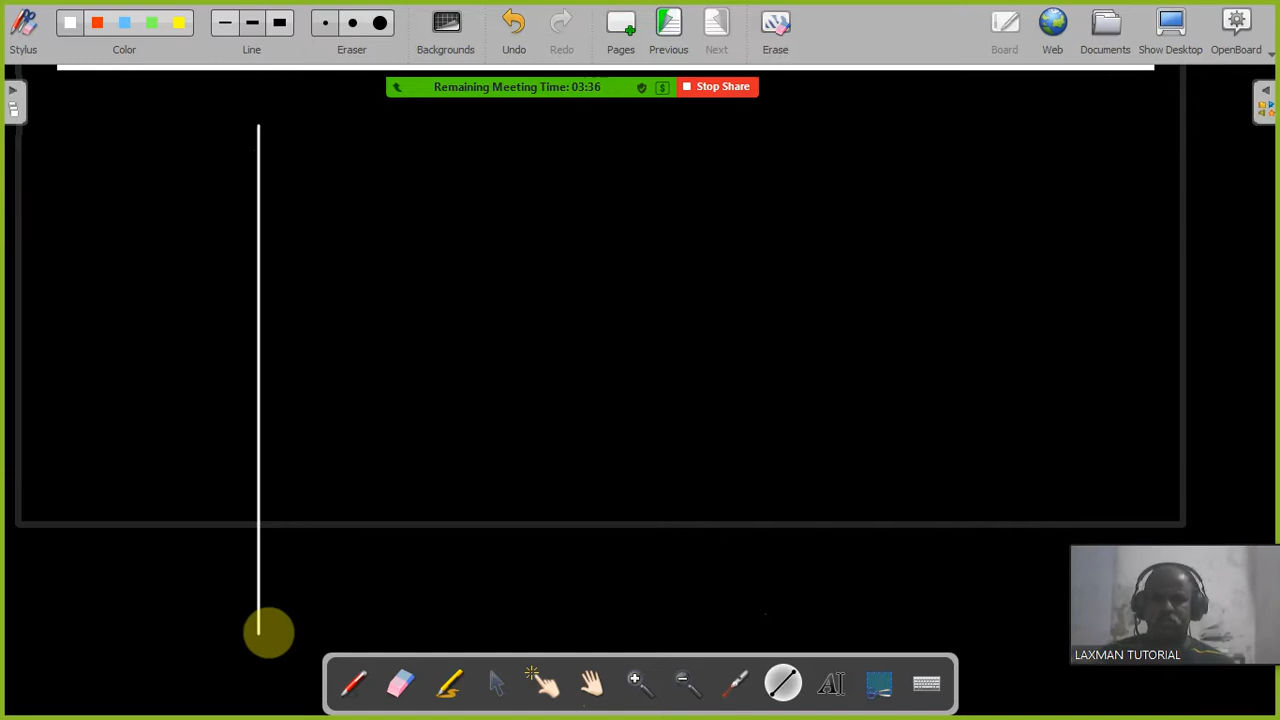 Stylus Color Line Eraser Backgrounds Undo Redo Pages Previous Next Erase Board Web Documents Show Desktop OpenBoard
Remaining Meeting Time: 03:36 $ Stop Share
LAXMAN TUTORIAL
AI